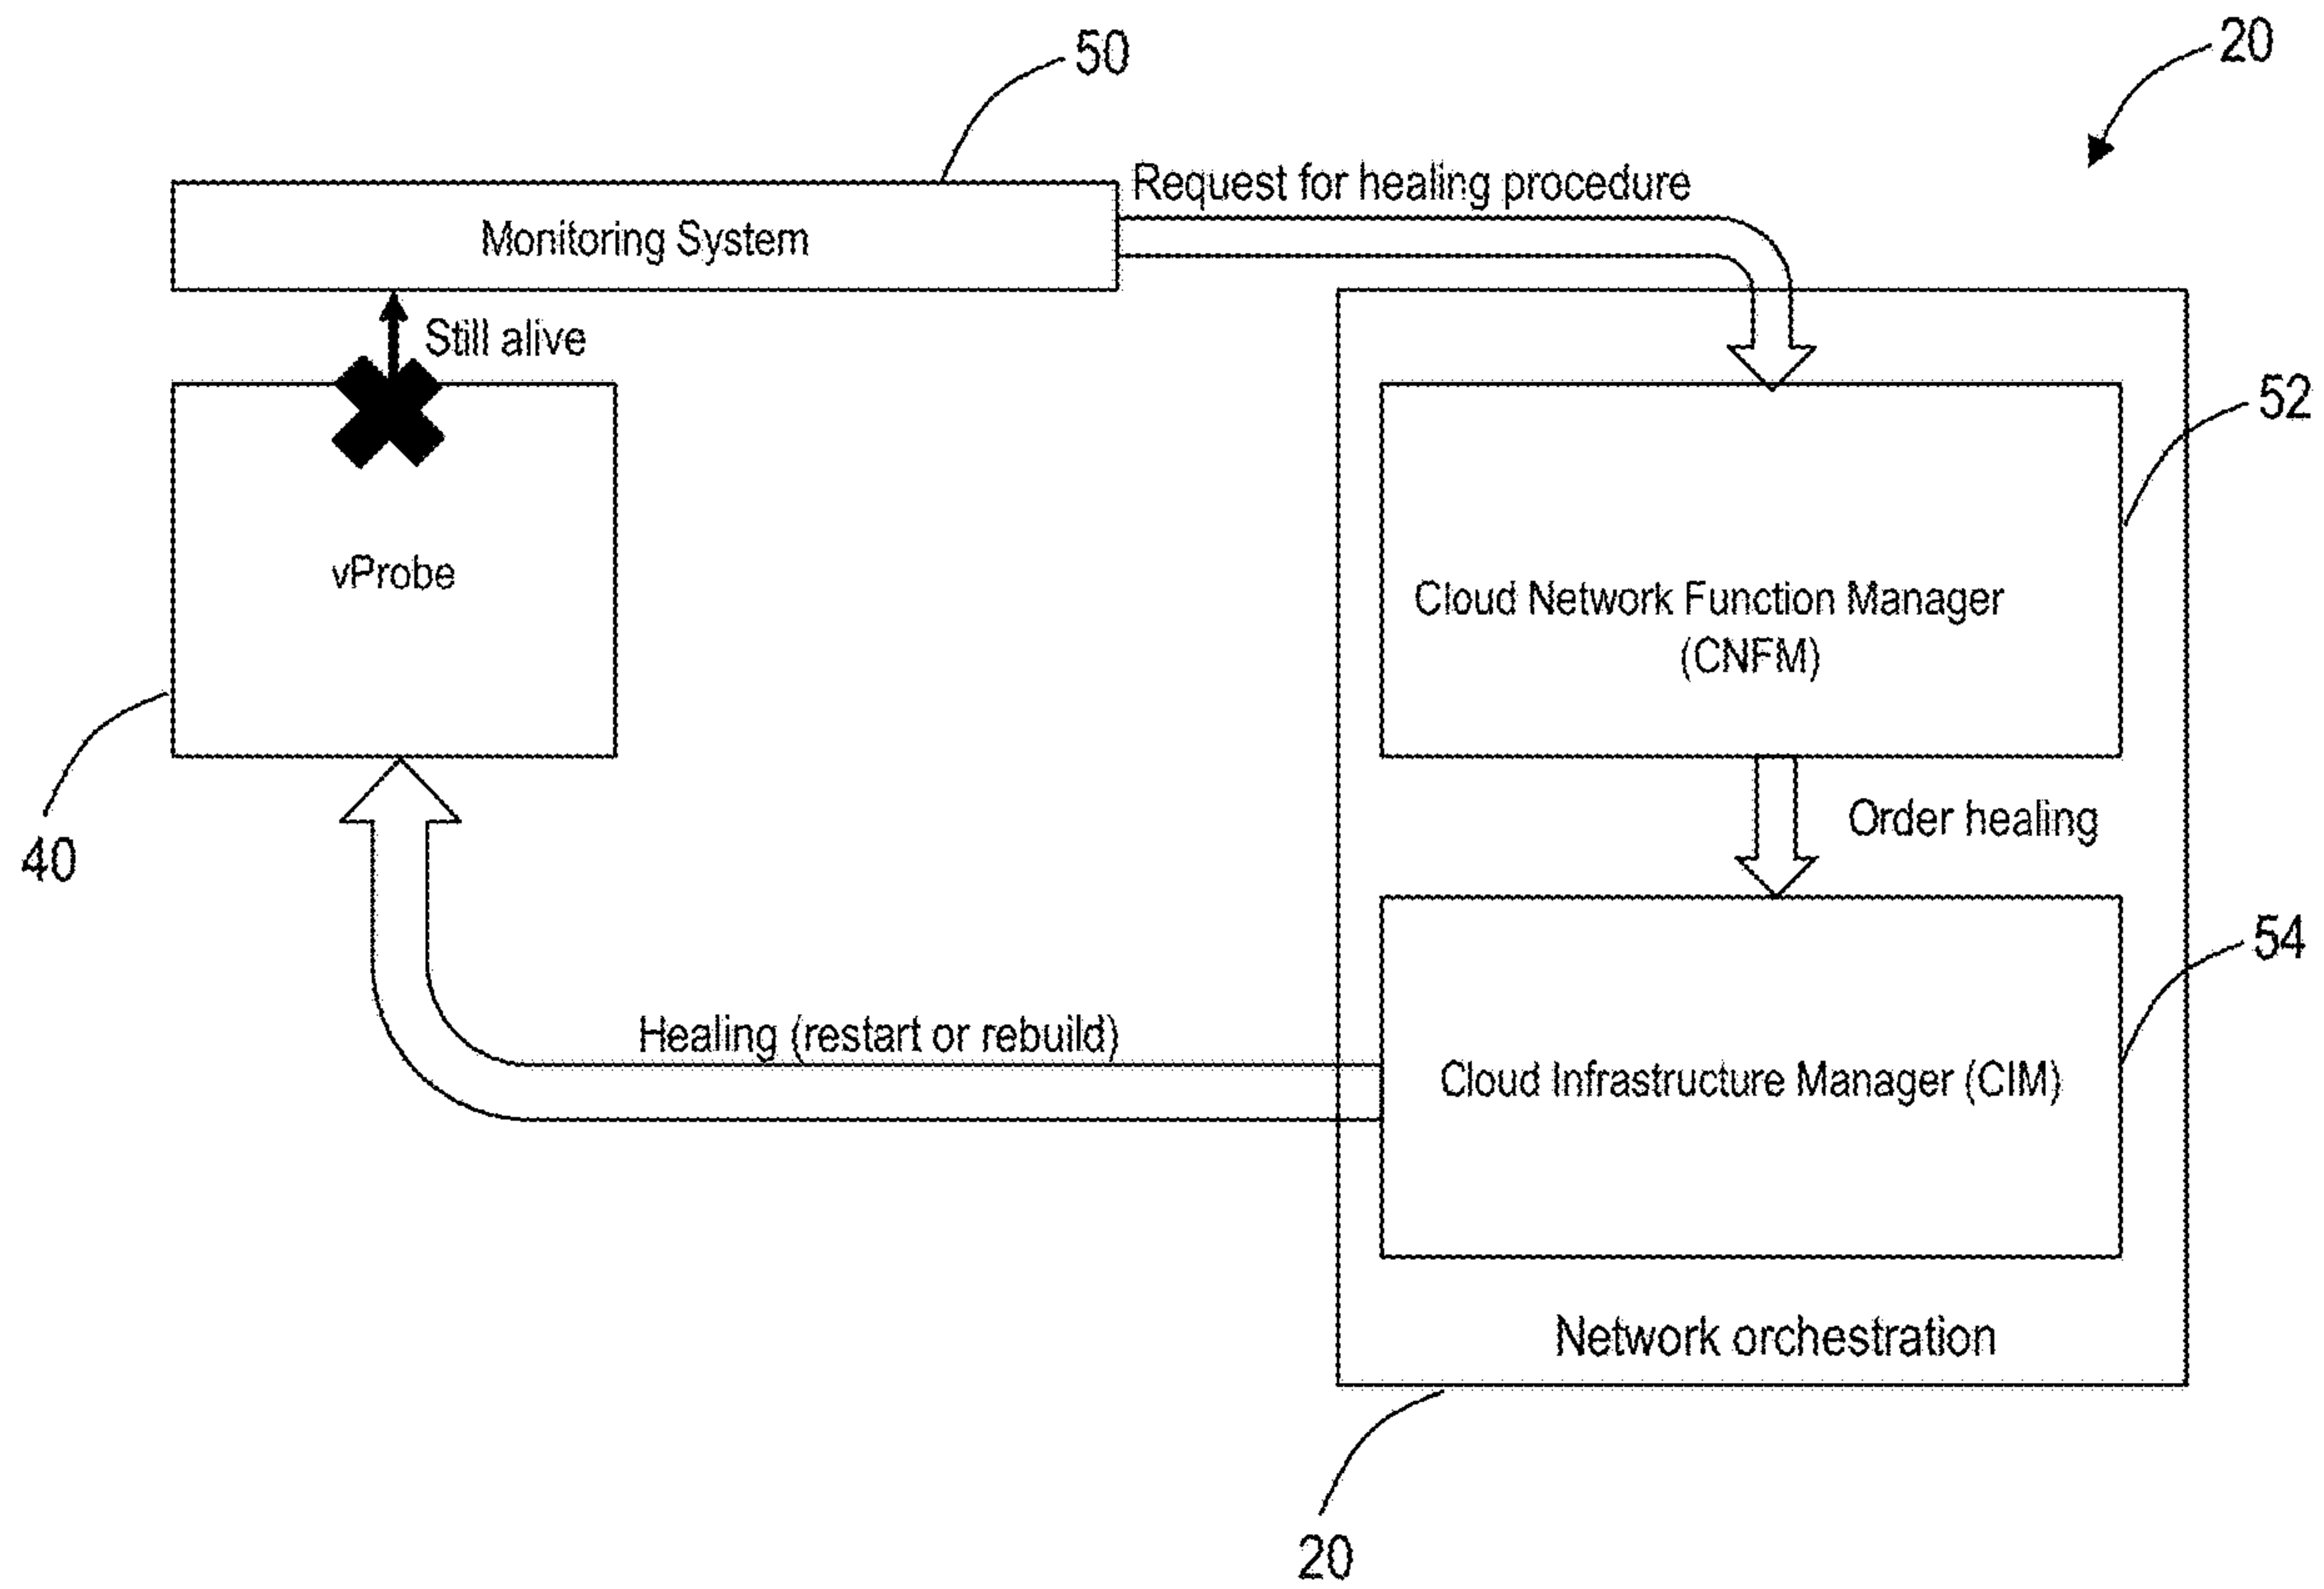 50
20
Request for healing procedure
Monitoring System
Still alive
52
vProbe
Cloud Network Function Manager
(CNFM)
40
Order healing
54
Healing (restart or rebuild)
Cloud Infrastructure Manager (CIM)
Network orchestration
20